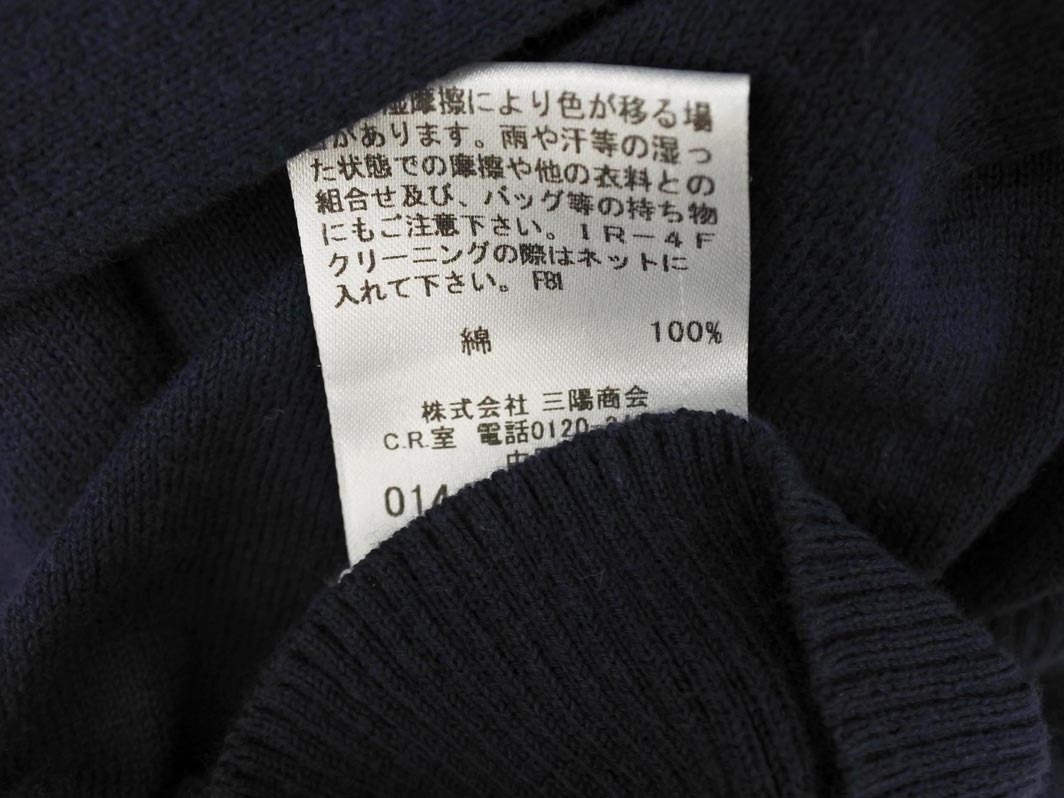 湿摩擦により色が移る場
があります。雨や汗等の湿っ
た状態での摩擦や他の衣料との
組合せ及び、バッグ等の持ち物
にもご注意下さい。IR-4F
クリーニングの際はネットに
入れて下さい。 F81
綿 100%
株式会社 三陽商会
C.R.室 電話0120-
014